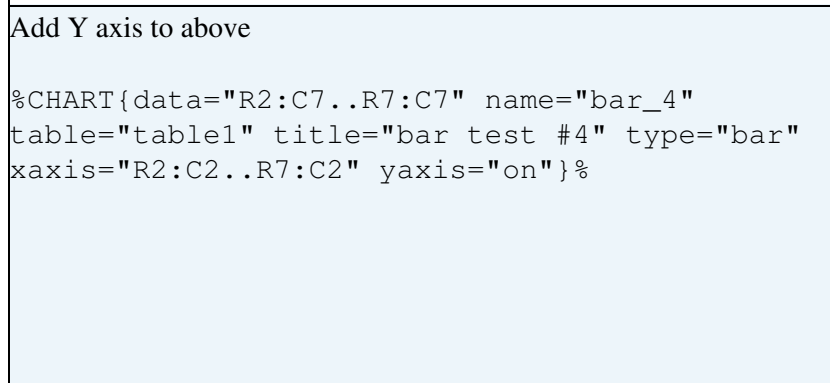 Add Y axis to above
%CHART{data="R2:C7..R7:C7" name="bar_4"
table="table1" title="bar test #4" type="bar"
xaxis="R2:C2..R7:C2" yaxis="on"}%